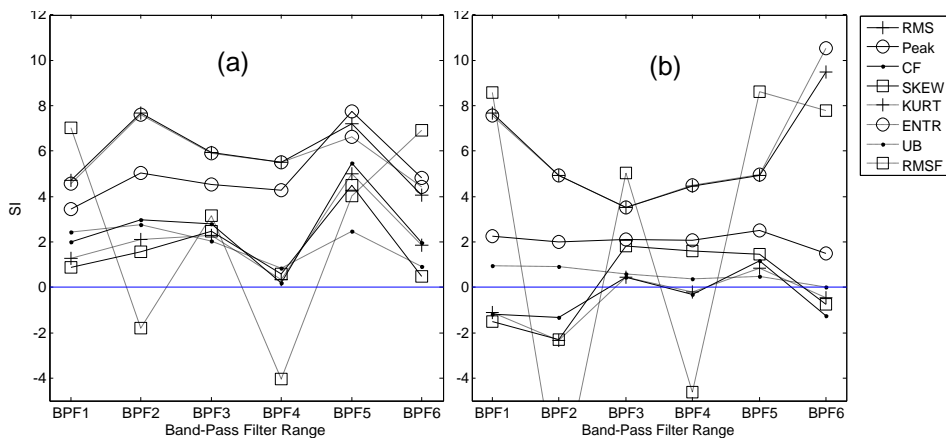 12
10
8
6
4
2
0
-2
-4
SI
(a)
BPF1 BPF2 BPF3 BPF4 BPF5 BPF6
Band-Pass Filter Range
12
10
8
6
4
2
0
-2
-4
(b)
BPF1 BPF2 BPF3 BPF4 BPF5 BPF6
Band-Pass Filter Range
RMS
Peak
CF
SKEW
KURT
ENTR
UB
RMSF